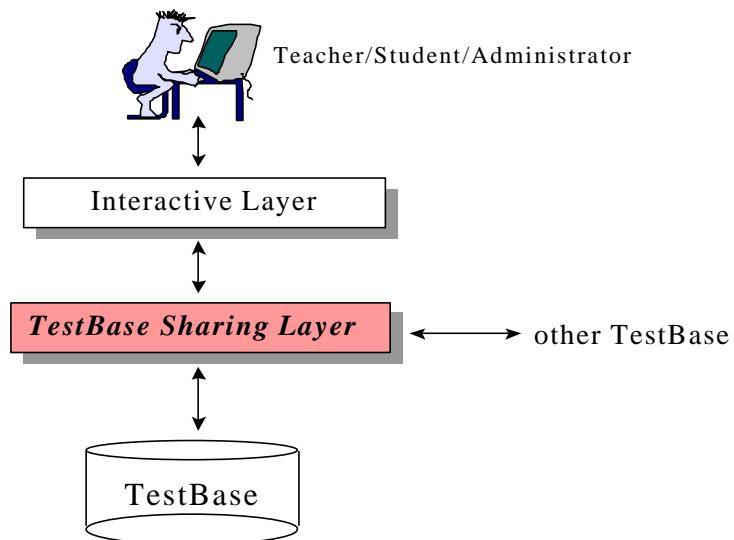 Teacher/Student/Administrator
Interactive Layer
TestBase Sharing Layer
other TestBase
TestBase